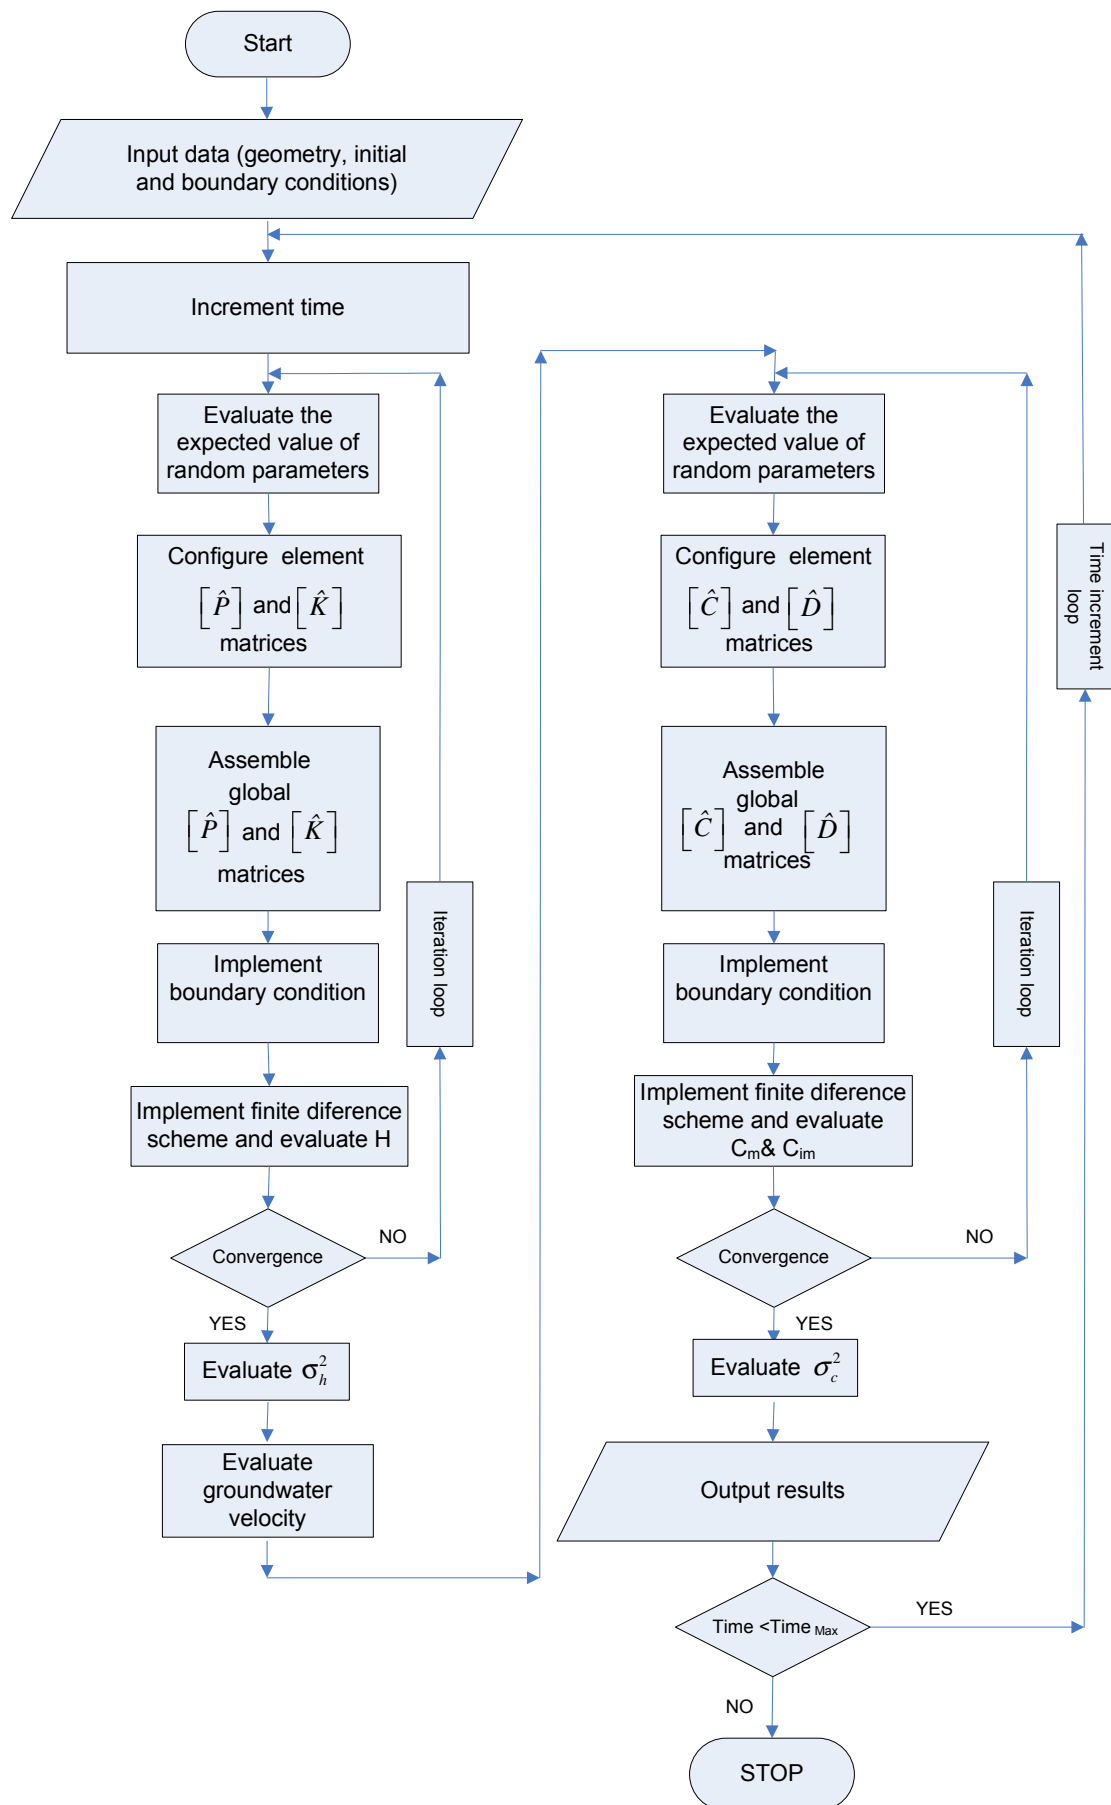 Start
Input data (geometry, initial
and boundary conditions)
Increment time
Evaluate the
expected value of
random parameters
Configure element
[P̂] and [K̂]
matrices
Assemble
global
[P̂] and [K̂]
matrices
Implement
boundary condition
Implement finite diference
scheme and evaluate H
Convergence
NO
Iteration loop
YES
Evaluate σ²ₕ
Evaluate
groundwater
velocity
Evaluate the
expected value of
random parameters
Configure element
[Ĉ] and [D̂]
matrices
Assemble
global
[Ĉ] and [D̂]
matrices
Implement
boundary condition
Implement finite diference
scheme and evaluate
Cm& Cim
Convergence
NO
Iteration loop
YES
Evaluate σ²c
Output results
Time <Time Max
YES
Time increment
loop
NO
STOP